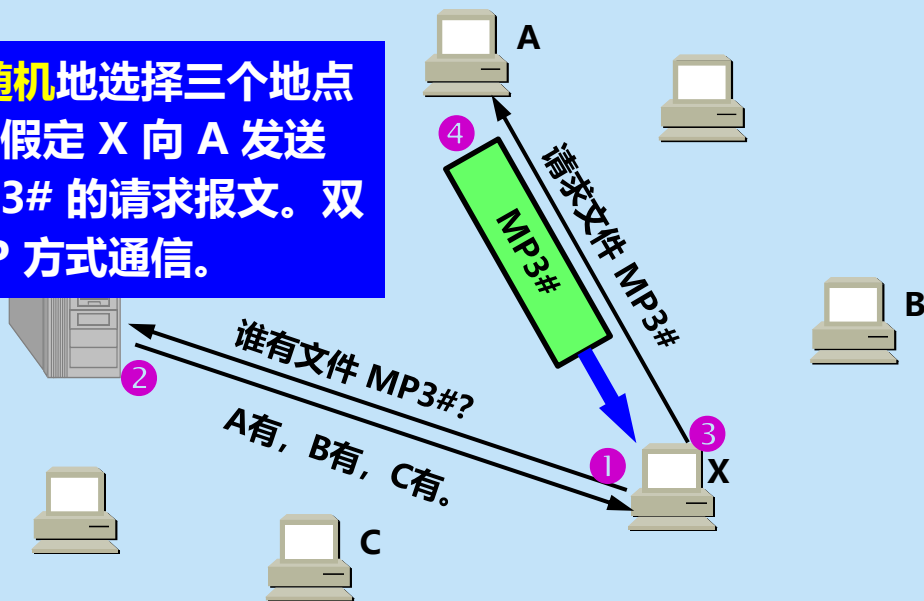 随机地选择三个地点
假定 X 向 A 发送
3# 的请求报文。双
P 方式通信。
A
④
请求文件 MP3#
MP3#
B
谁有文件 MP3#?
②
A有，B有，C有。
①
③
X
C